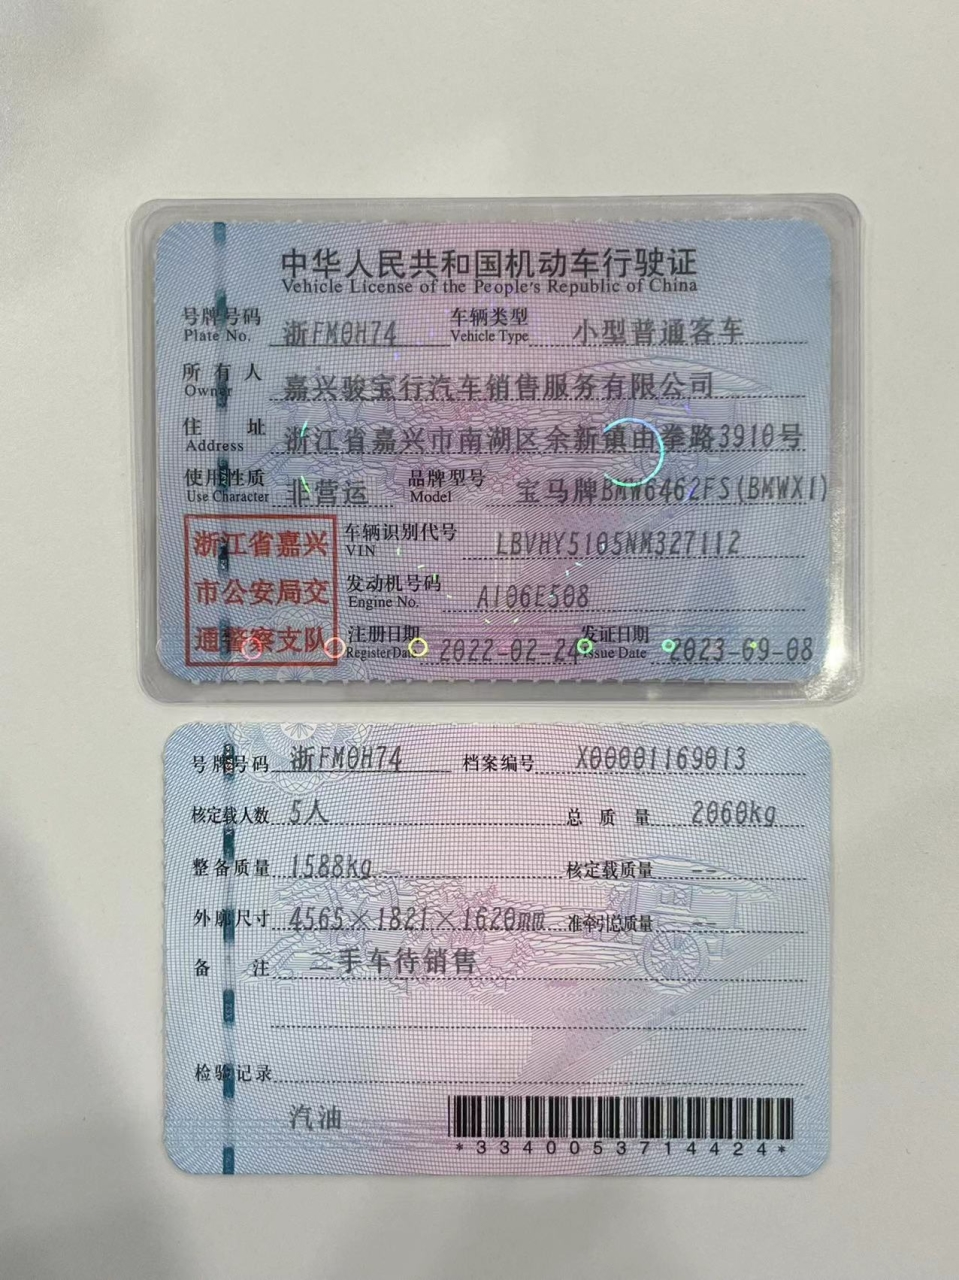 中华人民共和国机动车行驶证
Vehicle License of the People's Republic of China
号牌号码 Plate No. 浙FM0H74 车辆类型 Vehicle Type 小型普通客车
所有人 Owner 嘉兴骏宝行汽车销售服务有限公司
住址 Address 浙江省嘉兴市南湖区余新镇由拳路3910号
使用性质 Use Character 非营运 品牌型号 Model 宝马牌BMW6462FS(BMWX1)
浙江省嘉兴市公安局交通警察支队
车辆识别代号 VIN LBVHY5105NM327112
发动机号码 Engine No. A106E508
注册日期 Register Date 2022-02-24 发证日期 Issue Date 2023-09-08
号牌号码 浙FM0H74 档案编号 X00001169013
核定载人数 5人 总质量 2060kg
整备质量 1588kg 核定载质量 --
外廓尺寸 4565×1821×1620mm 准牵引总质量 --
备注 二手车待销售
检验记录
汽油
*3340053714424*